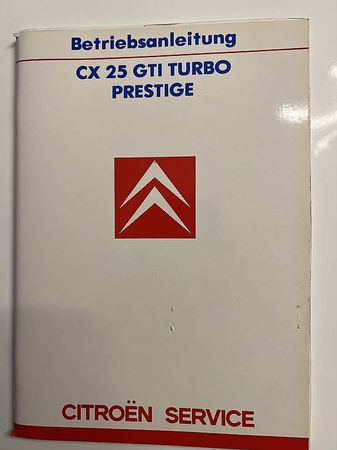 Betriebsanleitung
CX 25 GTI TURBO
PRESTIGE
CITROËN SERVICE